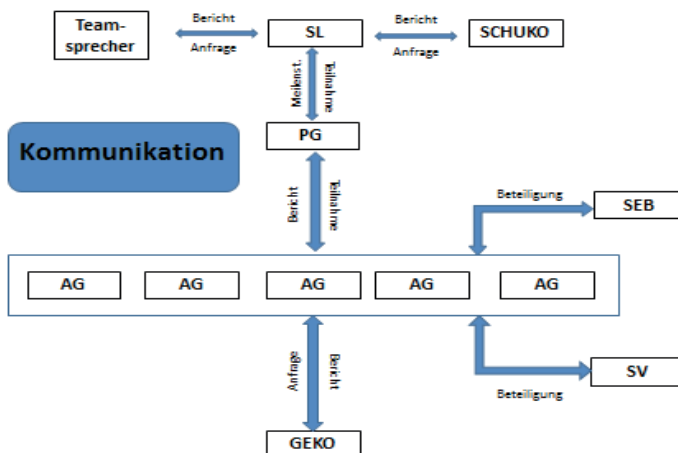 Team-
sprecher
Bericht
Anfrage
SL
Bericht
Anfrage
SCHUKO
Meilenst.
Teilnahme
Kommunikation
PG
Bericht
Teilnahme
Beteiligung
SEB
AG
AG
AG
AG
AG
Anfrage
Bericht
SV
Beteiligung
GEKO